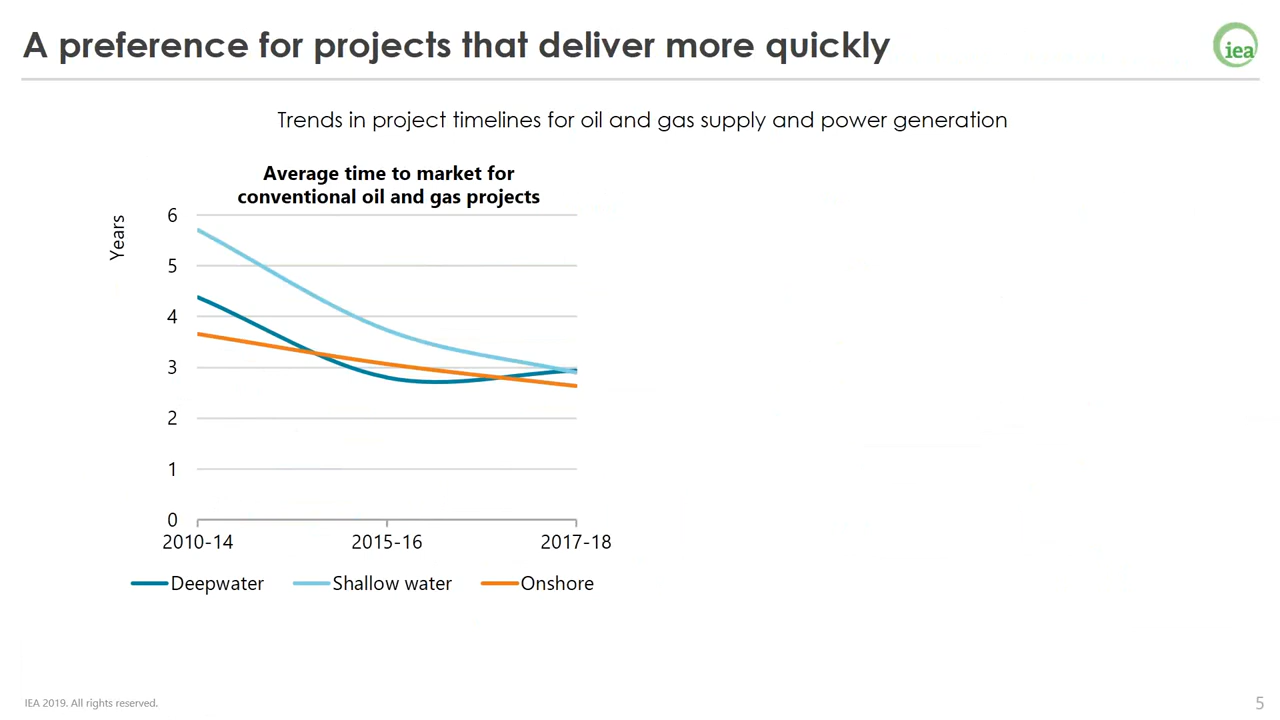 A preference for projects that deliver more quickly
iea
Trends in project timelines for oil and gas supply and power generation
Average time to market for
conventional oil and gas projects
Years
6
5
4
3
2
1
0
2010-14 2015-16 2017-18
Deepwater Shallow water Onshore
IEA 2019. All rights reserved.
5